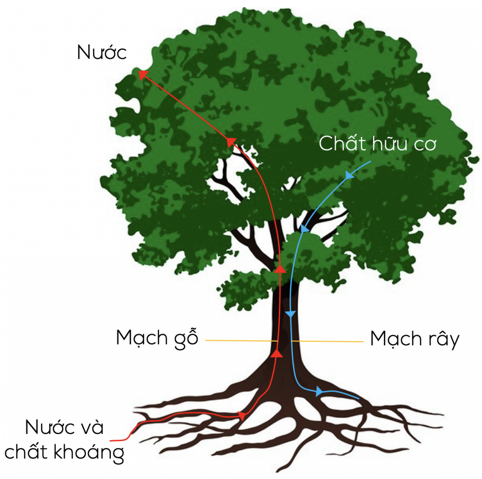 Nước
Chất hữu cơ
Mạch gỗ
Mạch rây
Nước và
chất khoáng